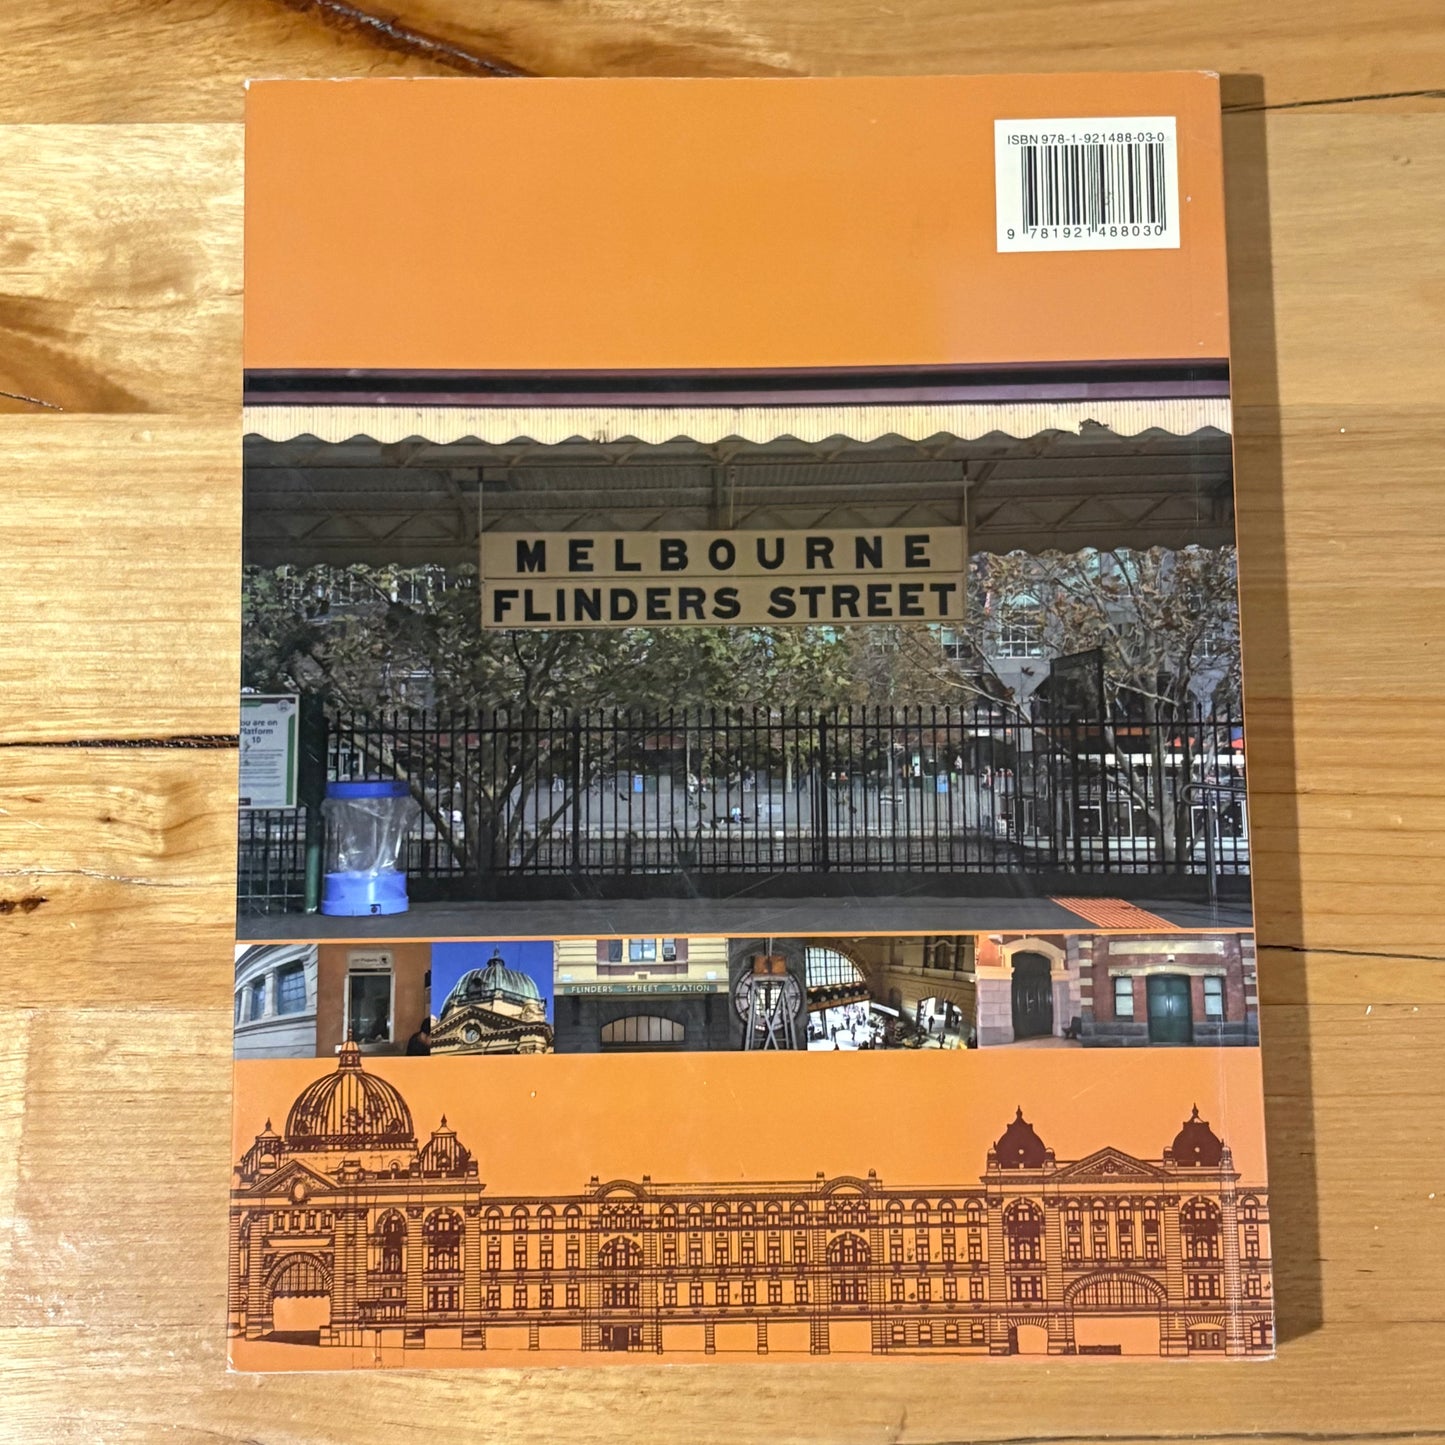 ISBN 978-1-921488-03-0
9 781921 488030
MELBOURNE
FLINDERS STREET
ou are on
Platform
10
FLINDERS STREET STATION